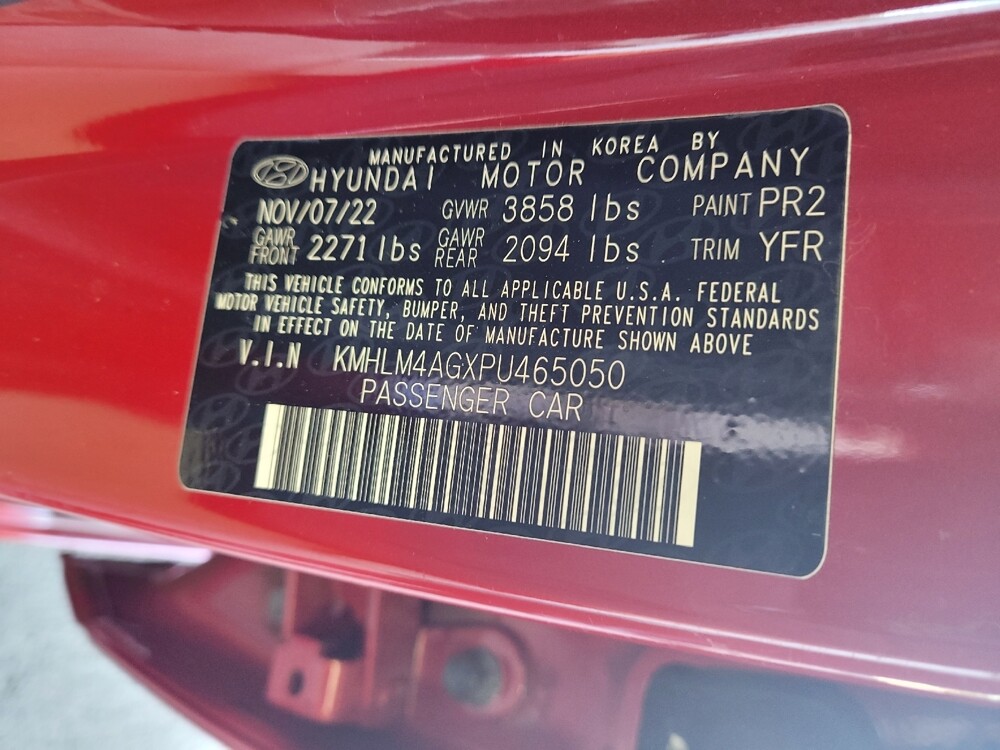 MANUFACTURED IN KOREA BY
HYUNDAI MOTOR COMPANY
NOV/07/22 GVWR 3858 lbs PAINT PR2
GAWR FRONT 2271 lbs GAWR REAR 2094 lbs TRIM YFR
THIS VEHICLE CONFORMS TO ALL APPLICABLE U.S.A. FEDERAL
MOTOR VEHICLE SAFETY, BUMPER, AND THEFT PREVENTION STANDARDS
IN EFFECT ON THE DATE OF MANUFACTURE SHOWN ABOVE
V.I.N KMHLM4AGXPU465050
PASSENGER CAR